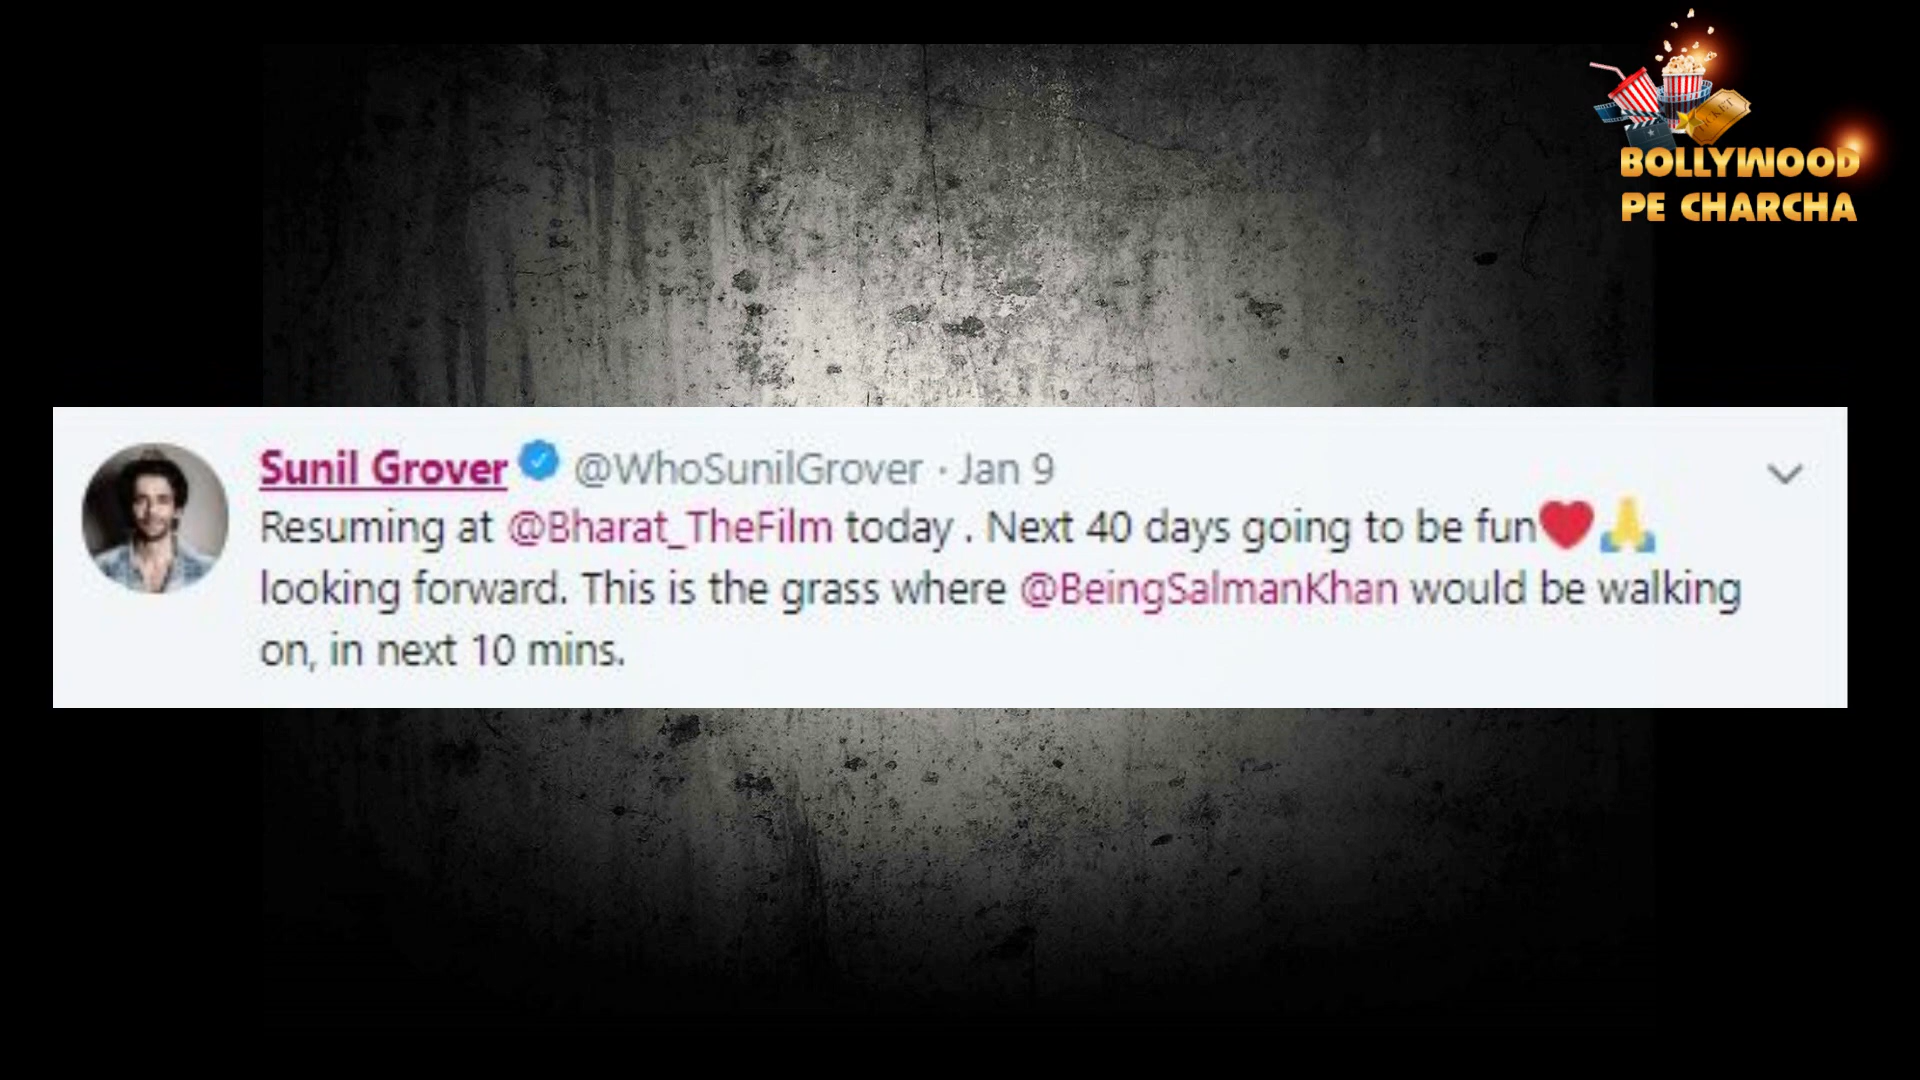 TICKET
BOLLYWOOD
PE CHARCHA
Sunil Grover @WhoSunilGrover · Jan 9
Resuming at @Bharat_TheFilm today . Next 40 days going to be fun❤️🙏
looking forward. This is the grass where @BeingSalmanKhan would be walking
on, in next 10 mins.